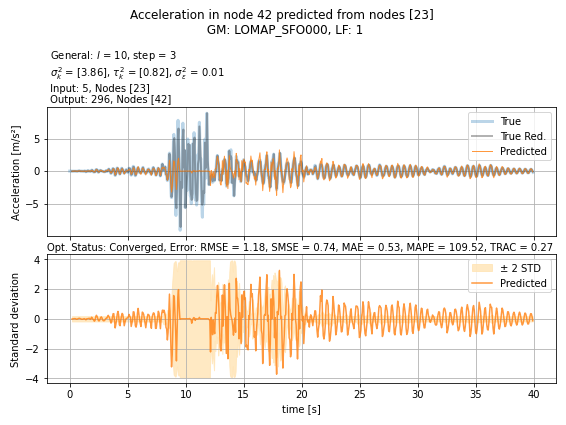 Acceleration in node 42 predicted from nodes [23]
GM: LOMAP_SFO000, LF: 1
General: l = 10, step = 3
σ²ₖ = [3.86], τ²ₖ = [0.82], σ²ₑ = 0.01
Input: 5, Nodes [23]
Output: 296, Nodes [42]
Acceleration [m/s²]
5
0
−5
True
True Red.
Predicted
Opt. Status: Converged, Error: RMSE = 1.18, SMSE = 0.74, MAE = 0.53, MAPE = 109.52, TRAC = 0.27
Standard deviation
4
2
0
−2
−4
± 2 STD
Predicted
0 5 10 15 20 25 30 35 40
time [s]